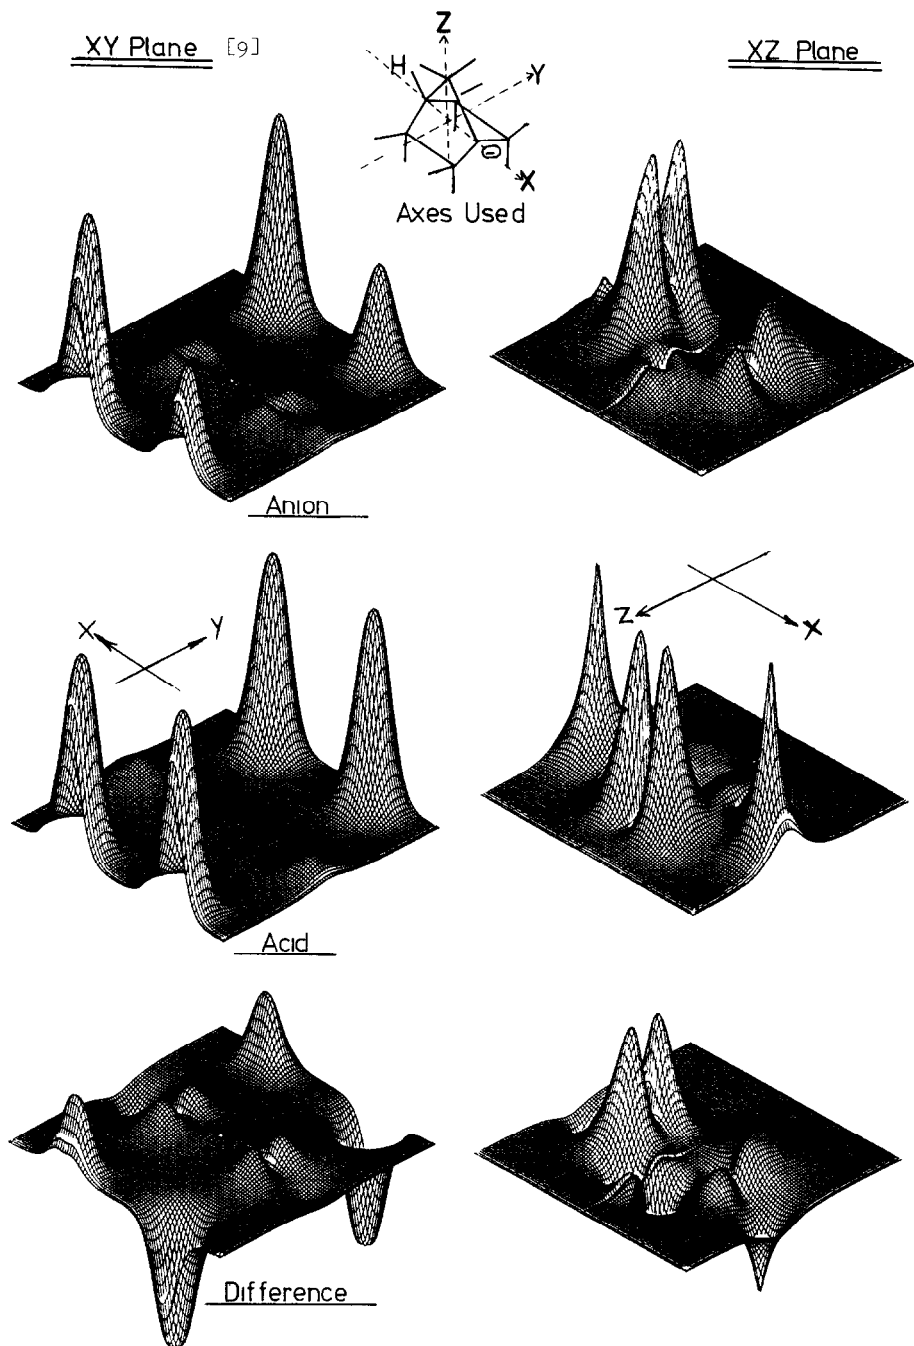 XY Plane [9]
XZ Plane
Z
H
Y
⊖
X
Axes Used
Anion
X
Y
Z
X
Acid
Difference